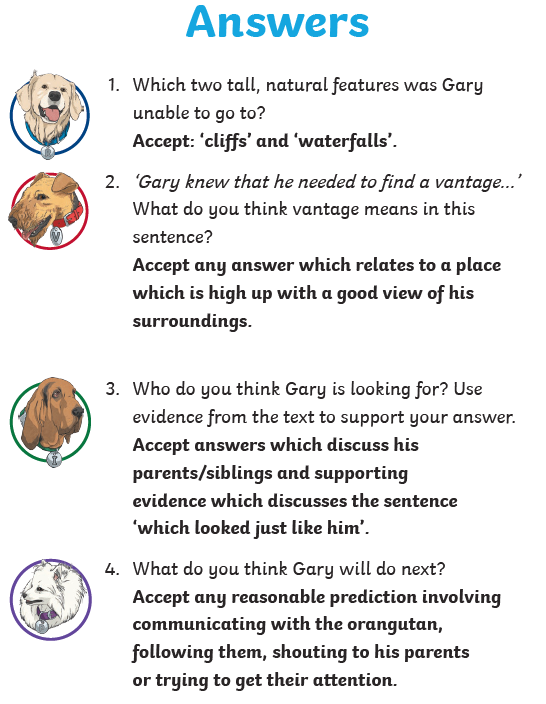 Answers
1. Which two tall, natural features was Gary
unable to go to?
Accept: ‘cliffs’ and ‘waterfalls’.
2. ‘Gary knew that he needed to find a vantage...’
What do you think vantage means in this
sentence?
Accept any answer which relates to a place
which is high up with a good view of his
surroundings.
V
3. Who do you think Gary is looking for? Use
evidence from the text to support your answer.
Accept answers which discuss his
parents/siblings and supporting
evidence which discusses the sentence
‘which looked just like him’.
I
4. What do you think Gary will do next?
Accept any reasonable prediction involving
communicating with the orangutan,
following them, shouting to his parents
or trying to get their attention.